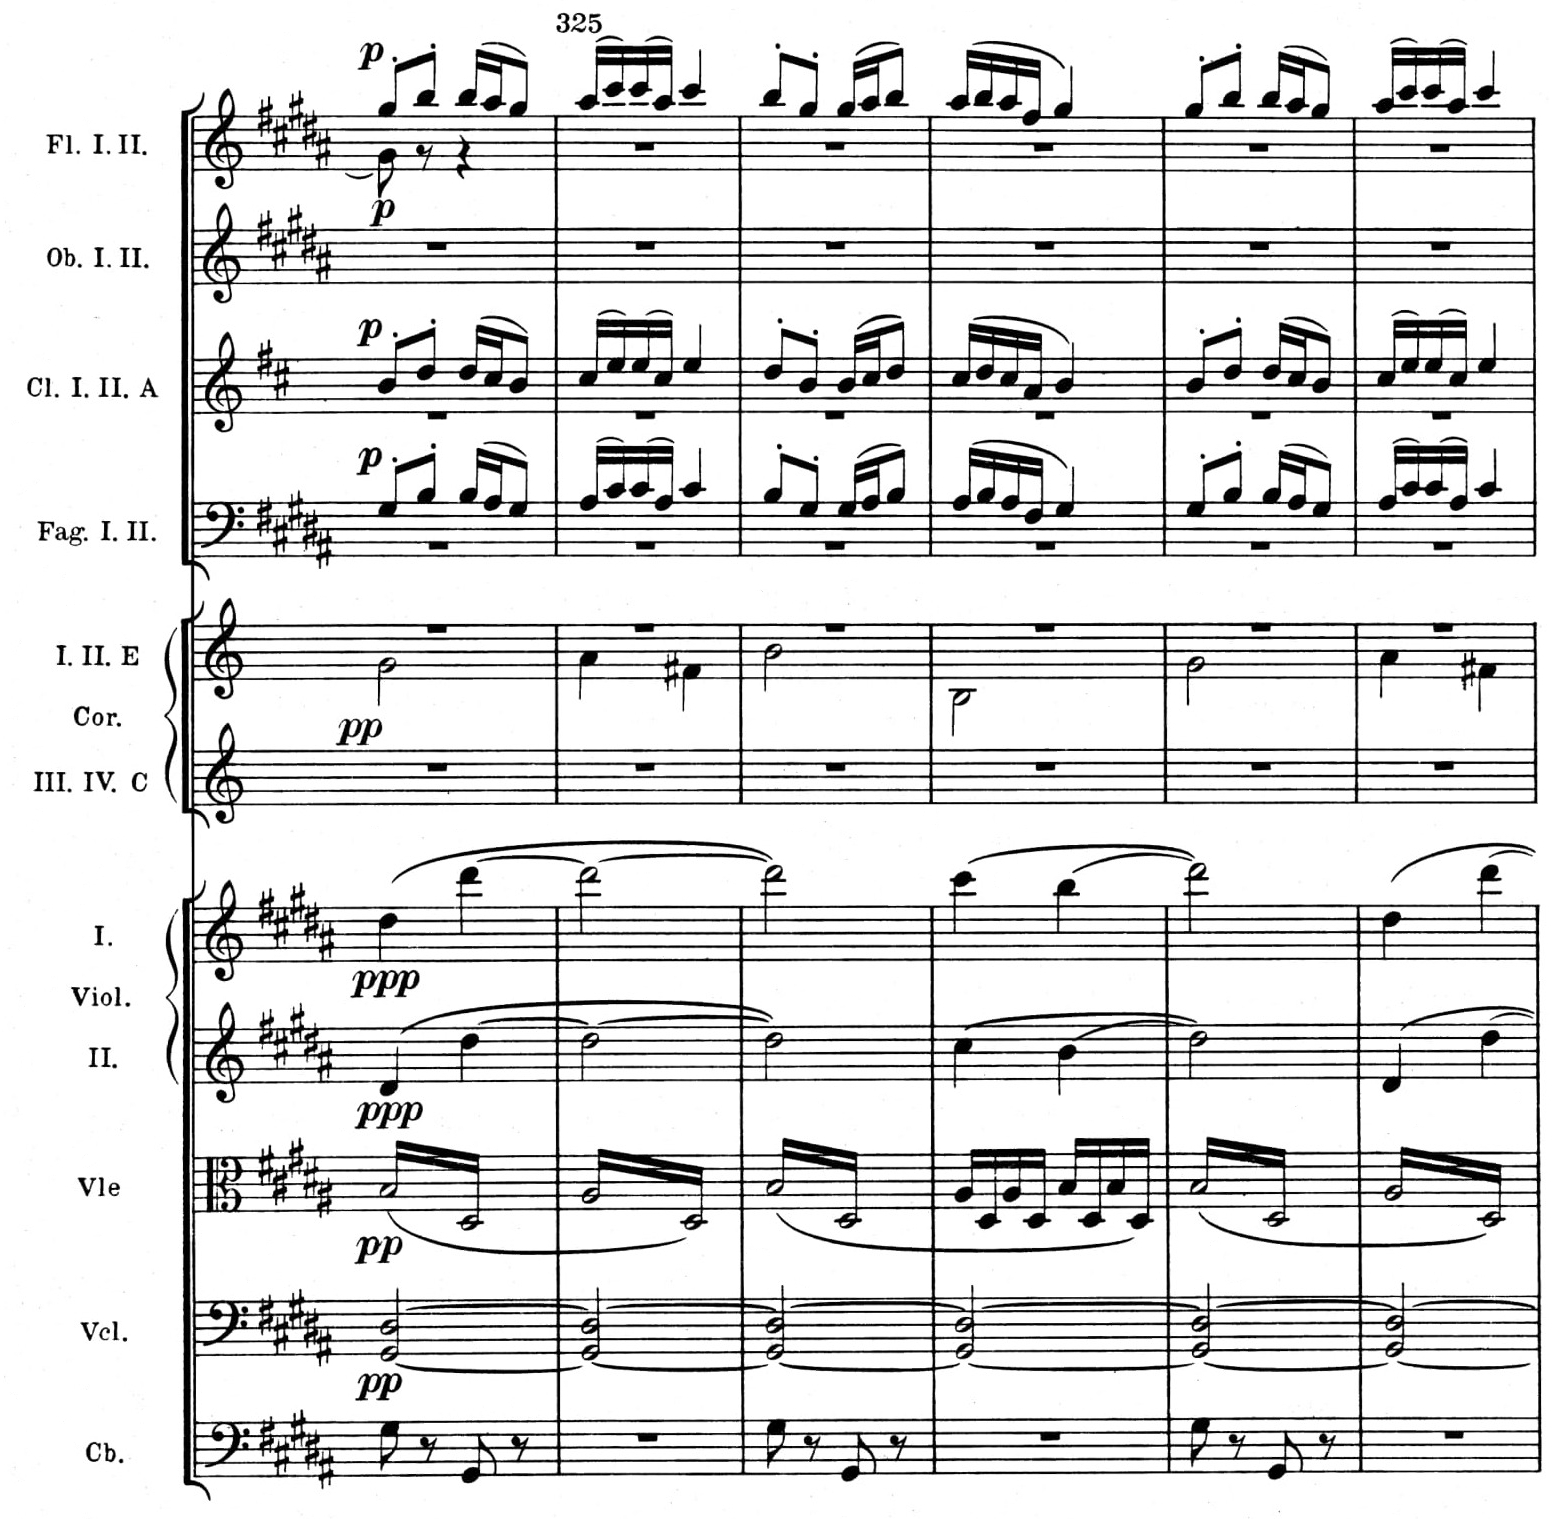 325
p
Fl. I. II.
p
Ob. I. II.
p
Cl. I. II. A
p
Fag. I. II.
I. II. E
Cor.
pp
III. IV. C
I.
ppp
Viol.
II.
ppp
Vle
pp
Vcl.
pp
Cb.